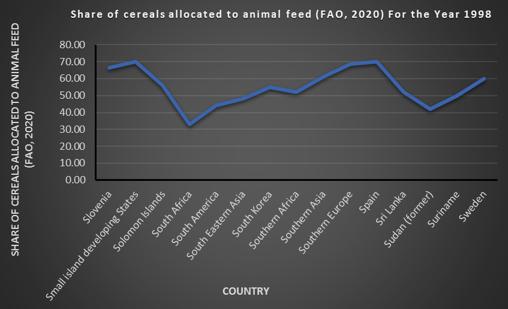 Share of cereals allocated to animal feed (FAO, 2020) For the Year 1998
SHARE OF CEREALS ALLOCATED TO ANIMAL FEED
(FAO, 2020)
80.00
70.00
60.00
50.00
40.00
30.00
20.00
10.00
0.00
Slovenia
Small island developing States
Solomon Islands
South Africa
South America
South Eastern Asia
South Korea
Southern Africa
Southern Asia
Southern Europe
Spain
Sri Lanka
Sudan (former)
Suriname
Sweden
COUNTRY